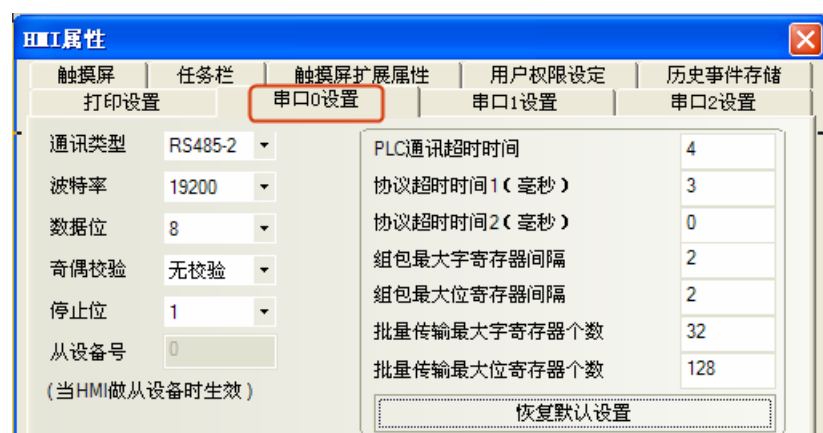 HMI属性
触摸屏 任务栏 触摸屏扩展属性 用户权限设定 历史事件存储
打印设置 串口0设置 串口1设置 串口2设置
通讯类型 RS485-2
波特率 19200
数据位 8
奇偶校验 无校验
停止位 1
从设备号 0
(当HMI做从设备时生效)
PLC通讯超时时间 4
协议超时时间1(毫秒) 3
协议超时时间2(毫秒) 0
组包最大字寄存器间隔 2
组包最大位寄存器间隔 2
批量传输最大字寄存器个数 32
批量传输最大位寄存器个数 128
恢复默认设置